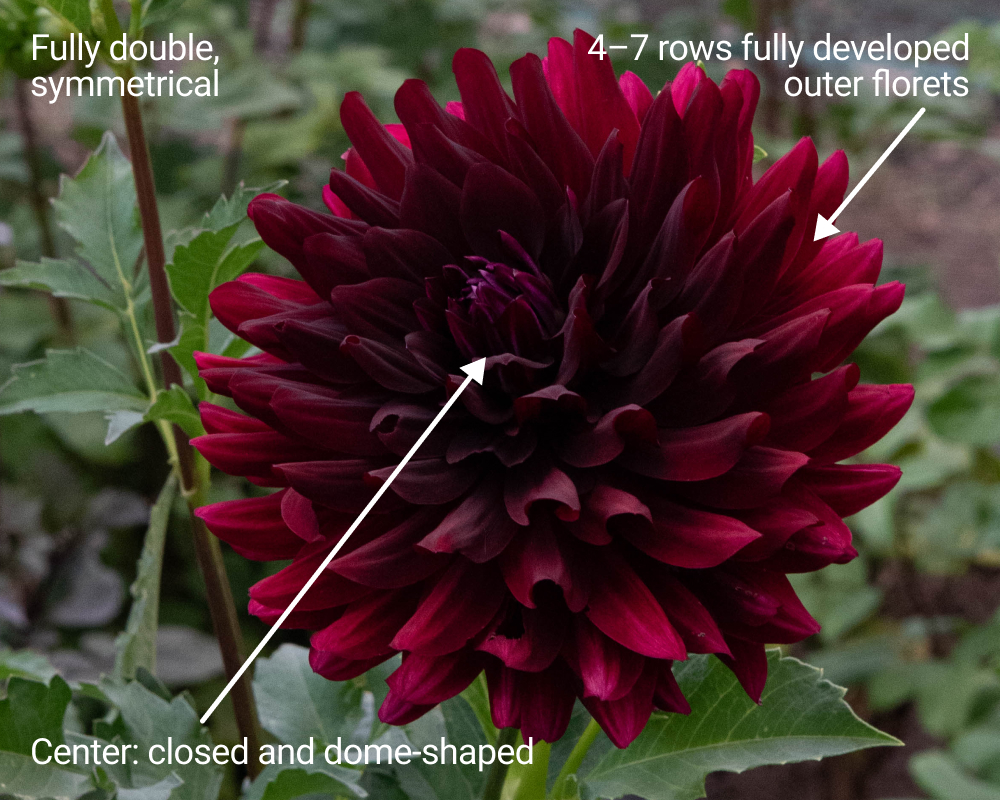 Fully double,
symmetrical
4–7 rows fully developed
outer florets
Center: closed and dome-shaped